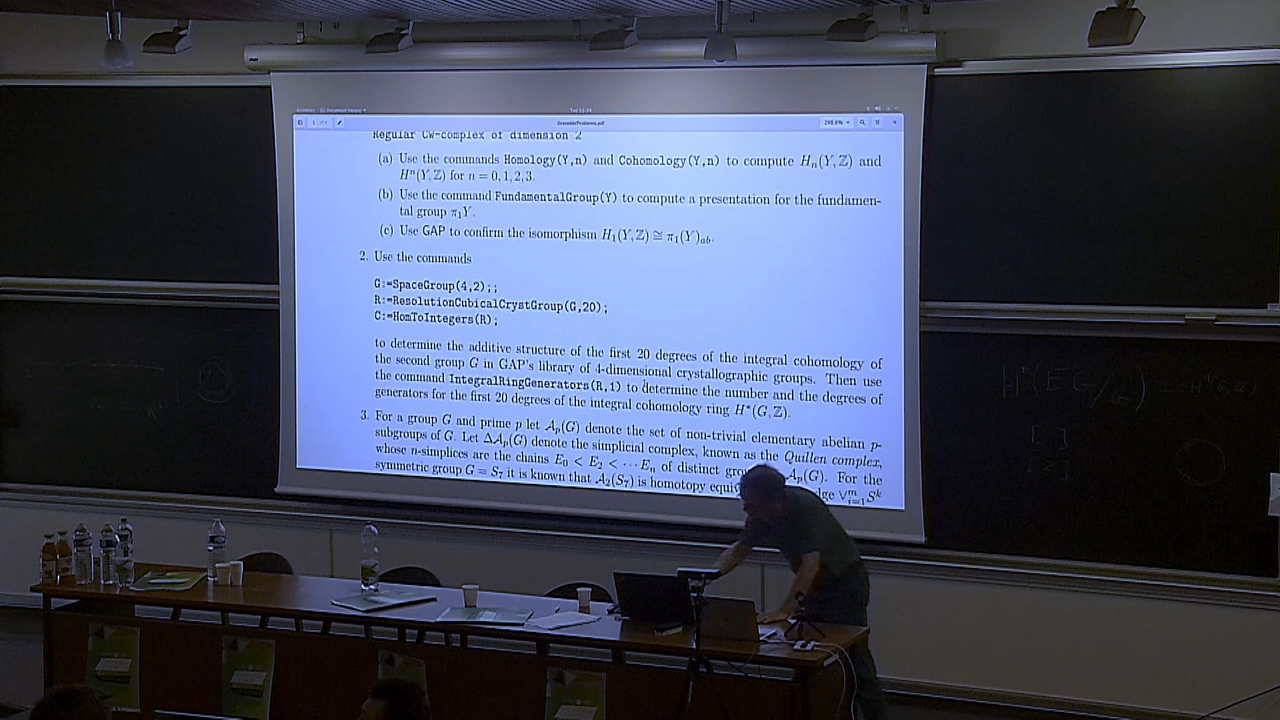 GrenobleProblems.pdf
Regular CW-complex of dimension 2
(a) Use the commands Homology(Y,n) and Cohomology(Y,n) to compute Hₙ(Y,ℤ) and
Hⁿ(Y,ℤ) for n = 0,1,2,3.
(b) Use the command FundamentalGroup(Y) to compute a presentation for the fundamen-
tal group π₁Y.
(c) Use GAP to confirm the isomorphism H₁(Y,ℤ) ≅ π₁(Y)ab.
2. Use the commands
G:=SpaceGroup(4,2);;
R:=ResolutionCubicalCrystGroup(G,20);
C:=HomToIntegers(R);
to determine the additive structure of the first 20 degrees of the integral cohomology of
the second group G in GAP's library of 4-dimensional crystallographic groups. Then use
the command IntegralRingGenerators(R,1) to determine the number and the degrees of
generators for the first 20 degrees of the integral cohomology ring H*(G,ℤ).
3. For a group G and prime p let 𝒜ₚ(G) denote the set of non-trivial elementary abelian p-
subgroups of G. Let Δ𝒜ₚ(G) denote the simplicial complex, known as the Quillen complex,
whose n-simplices are the chains E₀ < E₂ < ⋯ Eₙ of distinct 𝒜ₚ(G). For the
symmetric group G = S₇ it is known that 𝒜₂(S₇) is homotopy